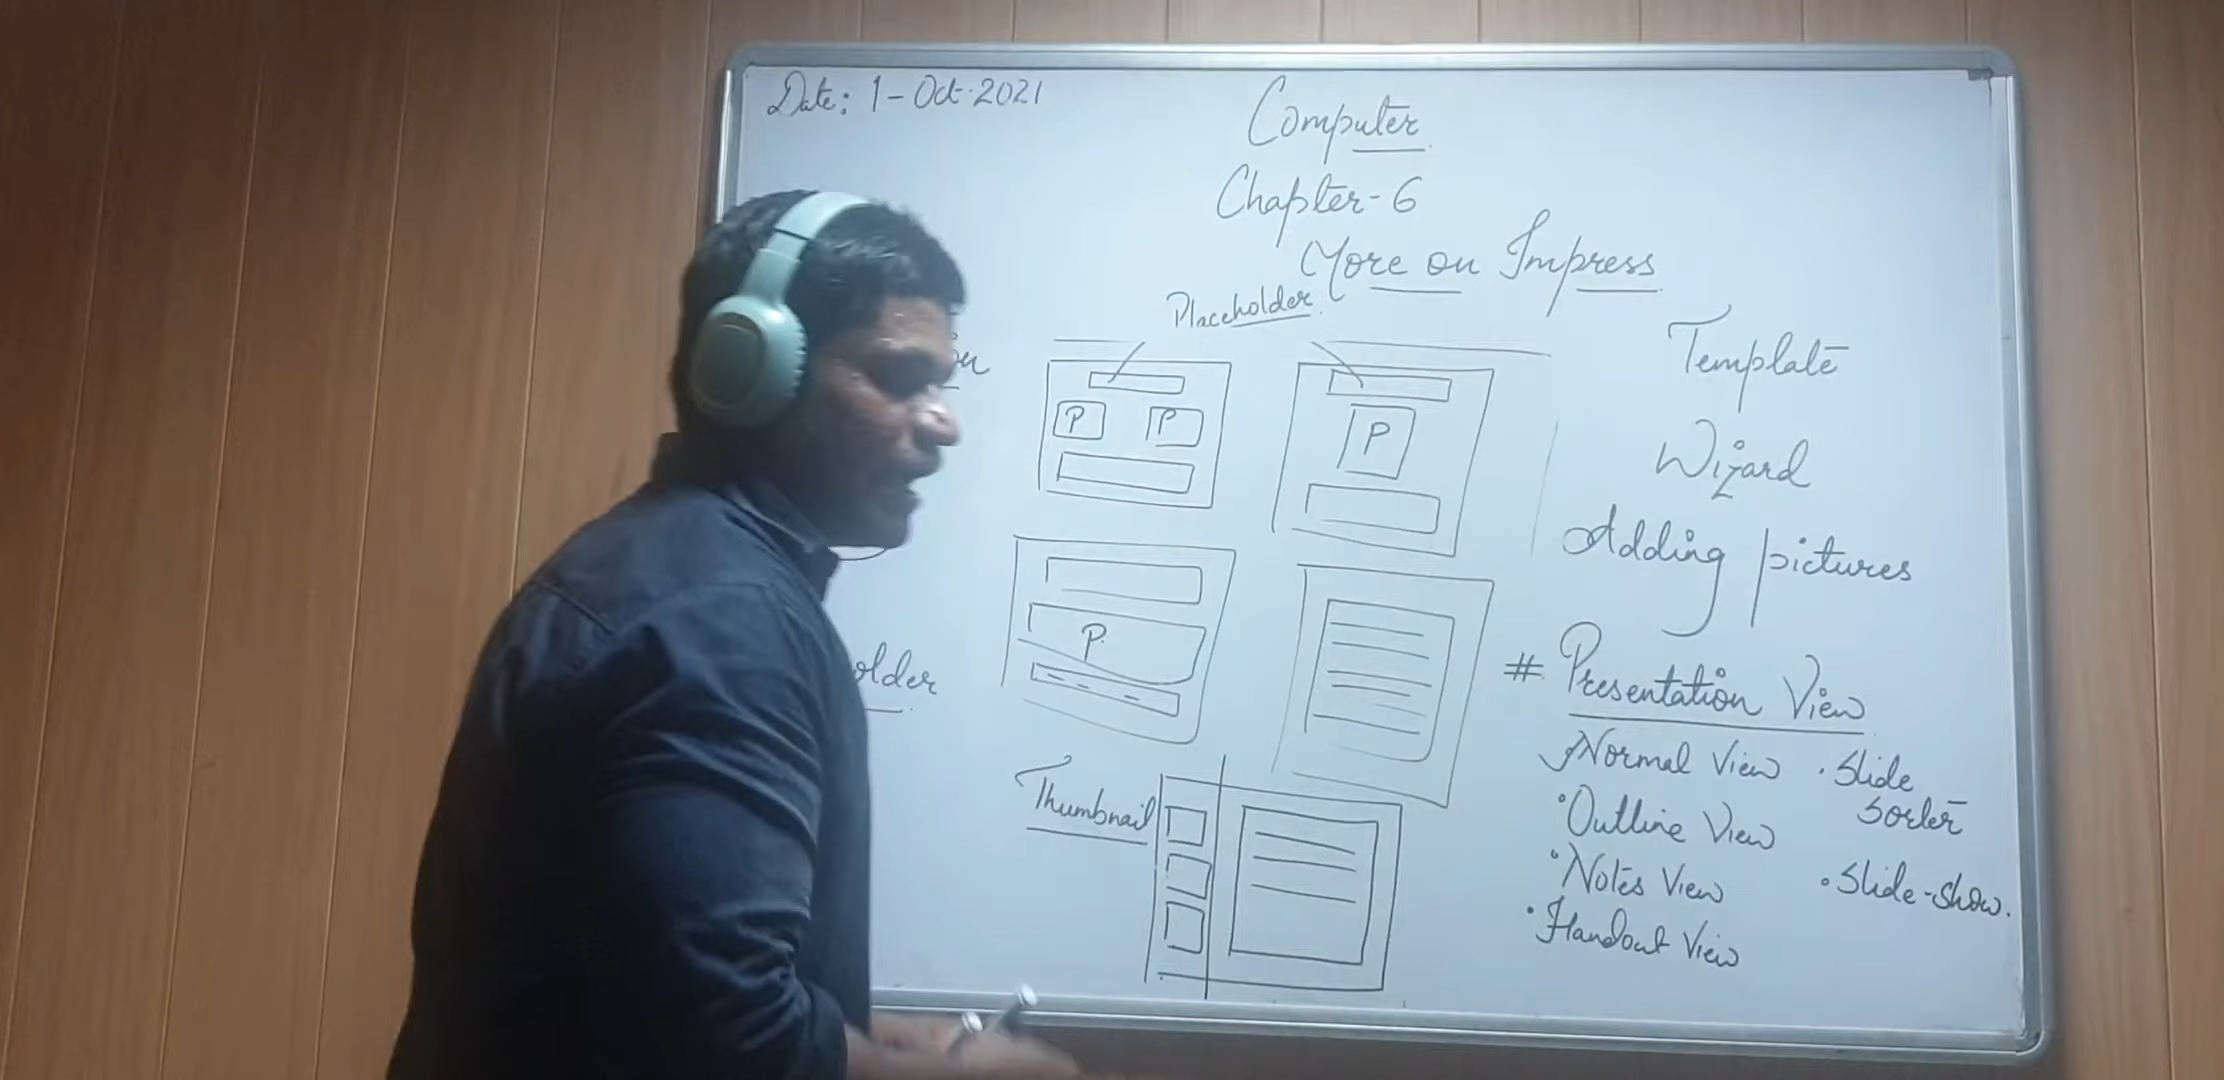 Date: 1-Oct-2021
Computer
Chapter-6
More on Impress
Placeholder
P
P
P
P
Thumbnail
Template
Wizard
Adding pictures
# Presentation View
Normal View
• Outline View
• Notes View
• Handout View
• Slide
Sorter
• Slide-show.